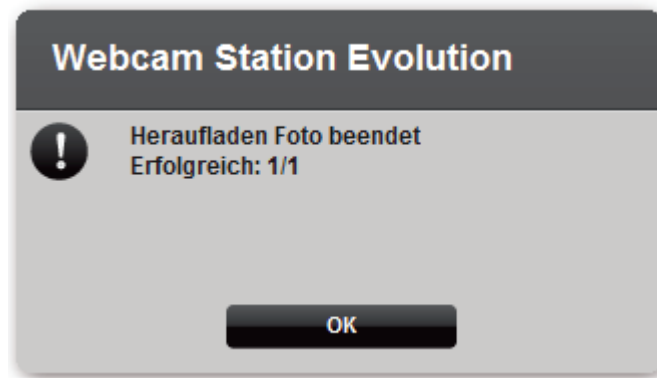 Webcam Station Evolution
Heraufladen Foto beendet
Erfolgreich: 1/1
OK